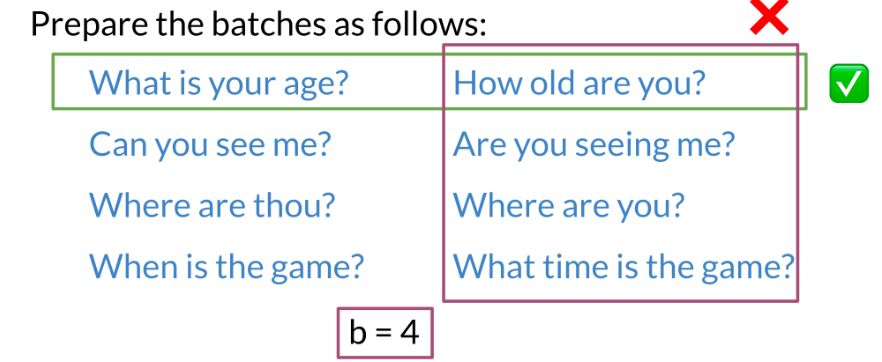 Prepare the batches as follows:
What is your age? How old are you?
Can you see me? Are you seeing me?
Where are thou? Where are you?
When is the game? What time is the game?
b = 4